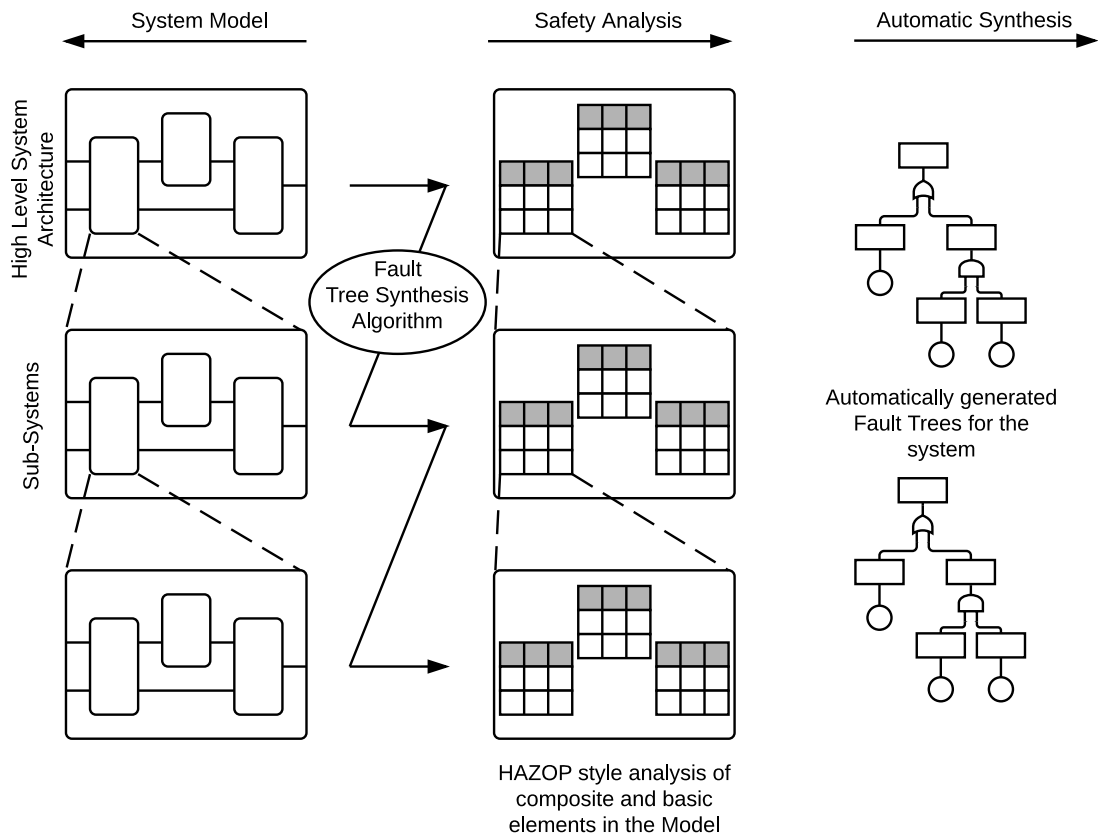 System Model
Safety Analysis
Automatic Synthesis
High Level System
Architecture
Fault
Tree Synthesis
Algorithm
Sub-Systems
Automatically generated
Fault Trees for the
system
HAZOP style analysis of
composite and basic
elements in the Model